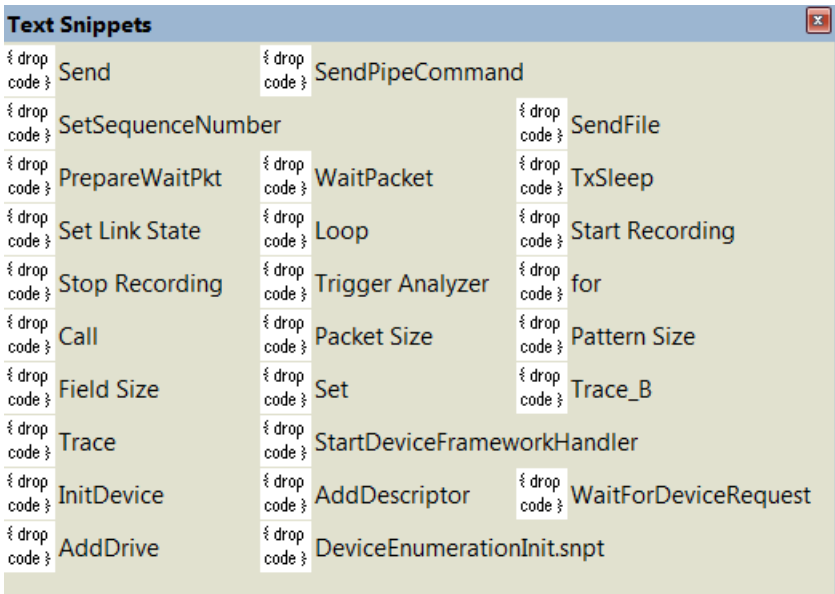 Text Snippets
{ drop code } Send { drop code } SendPipeCommand
{ drop code } SetSequenceNumber { drop code } SendFile
{ drop code } PrepareWaitPkt { drop code } WaitPacket { drop code } TxSleep
{ drop code } Set Link State { drop code } Loop { drop code } Start Recording
{ drop code } Stop Recording { drop code } Trigger Analyzer { drop code } for
{ drop code } Call { drop code } Packet Size { drop code } Pattern Size
{ drop code } Field Size { drop code } Set { drop code } Trace_B
{ drop code } Trace { drop code } StartDeviceFrameworkHandler
{ drop code } InitDevice { drop code } AddDescriptor { drop code } WaitForDeviceRequest
{ drop code } AddDrive { drop code } DeviceEnumerationInit.snpt